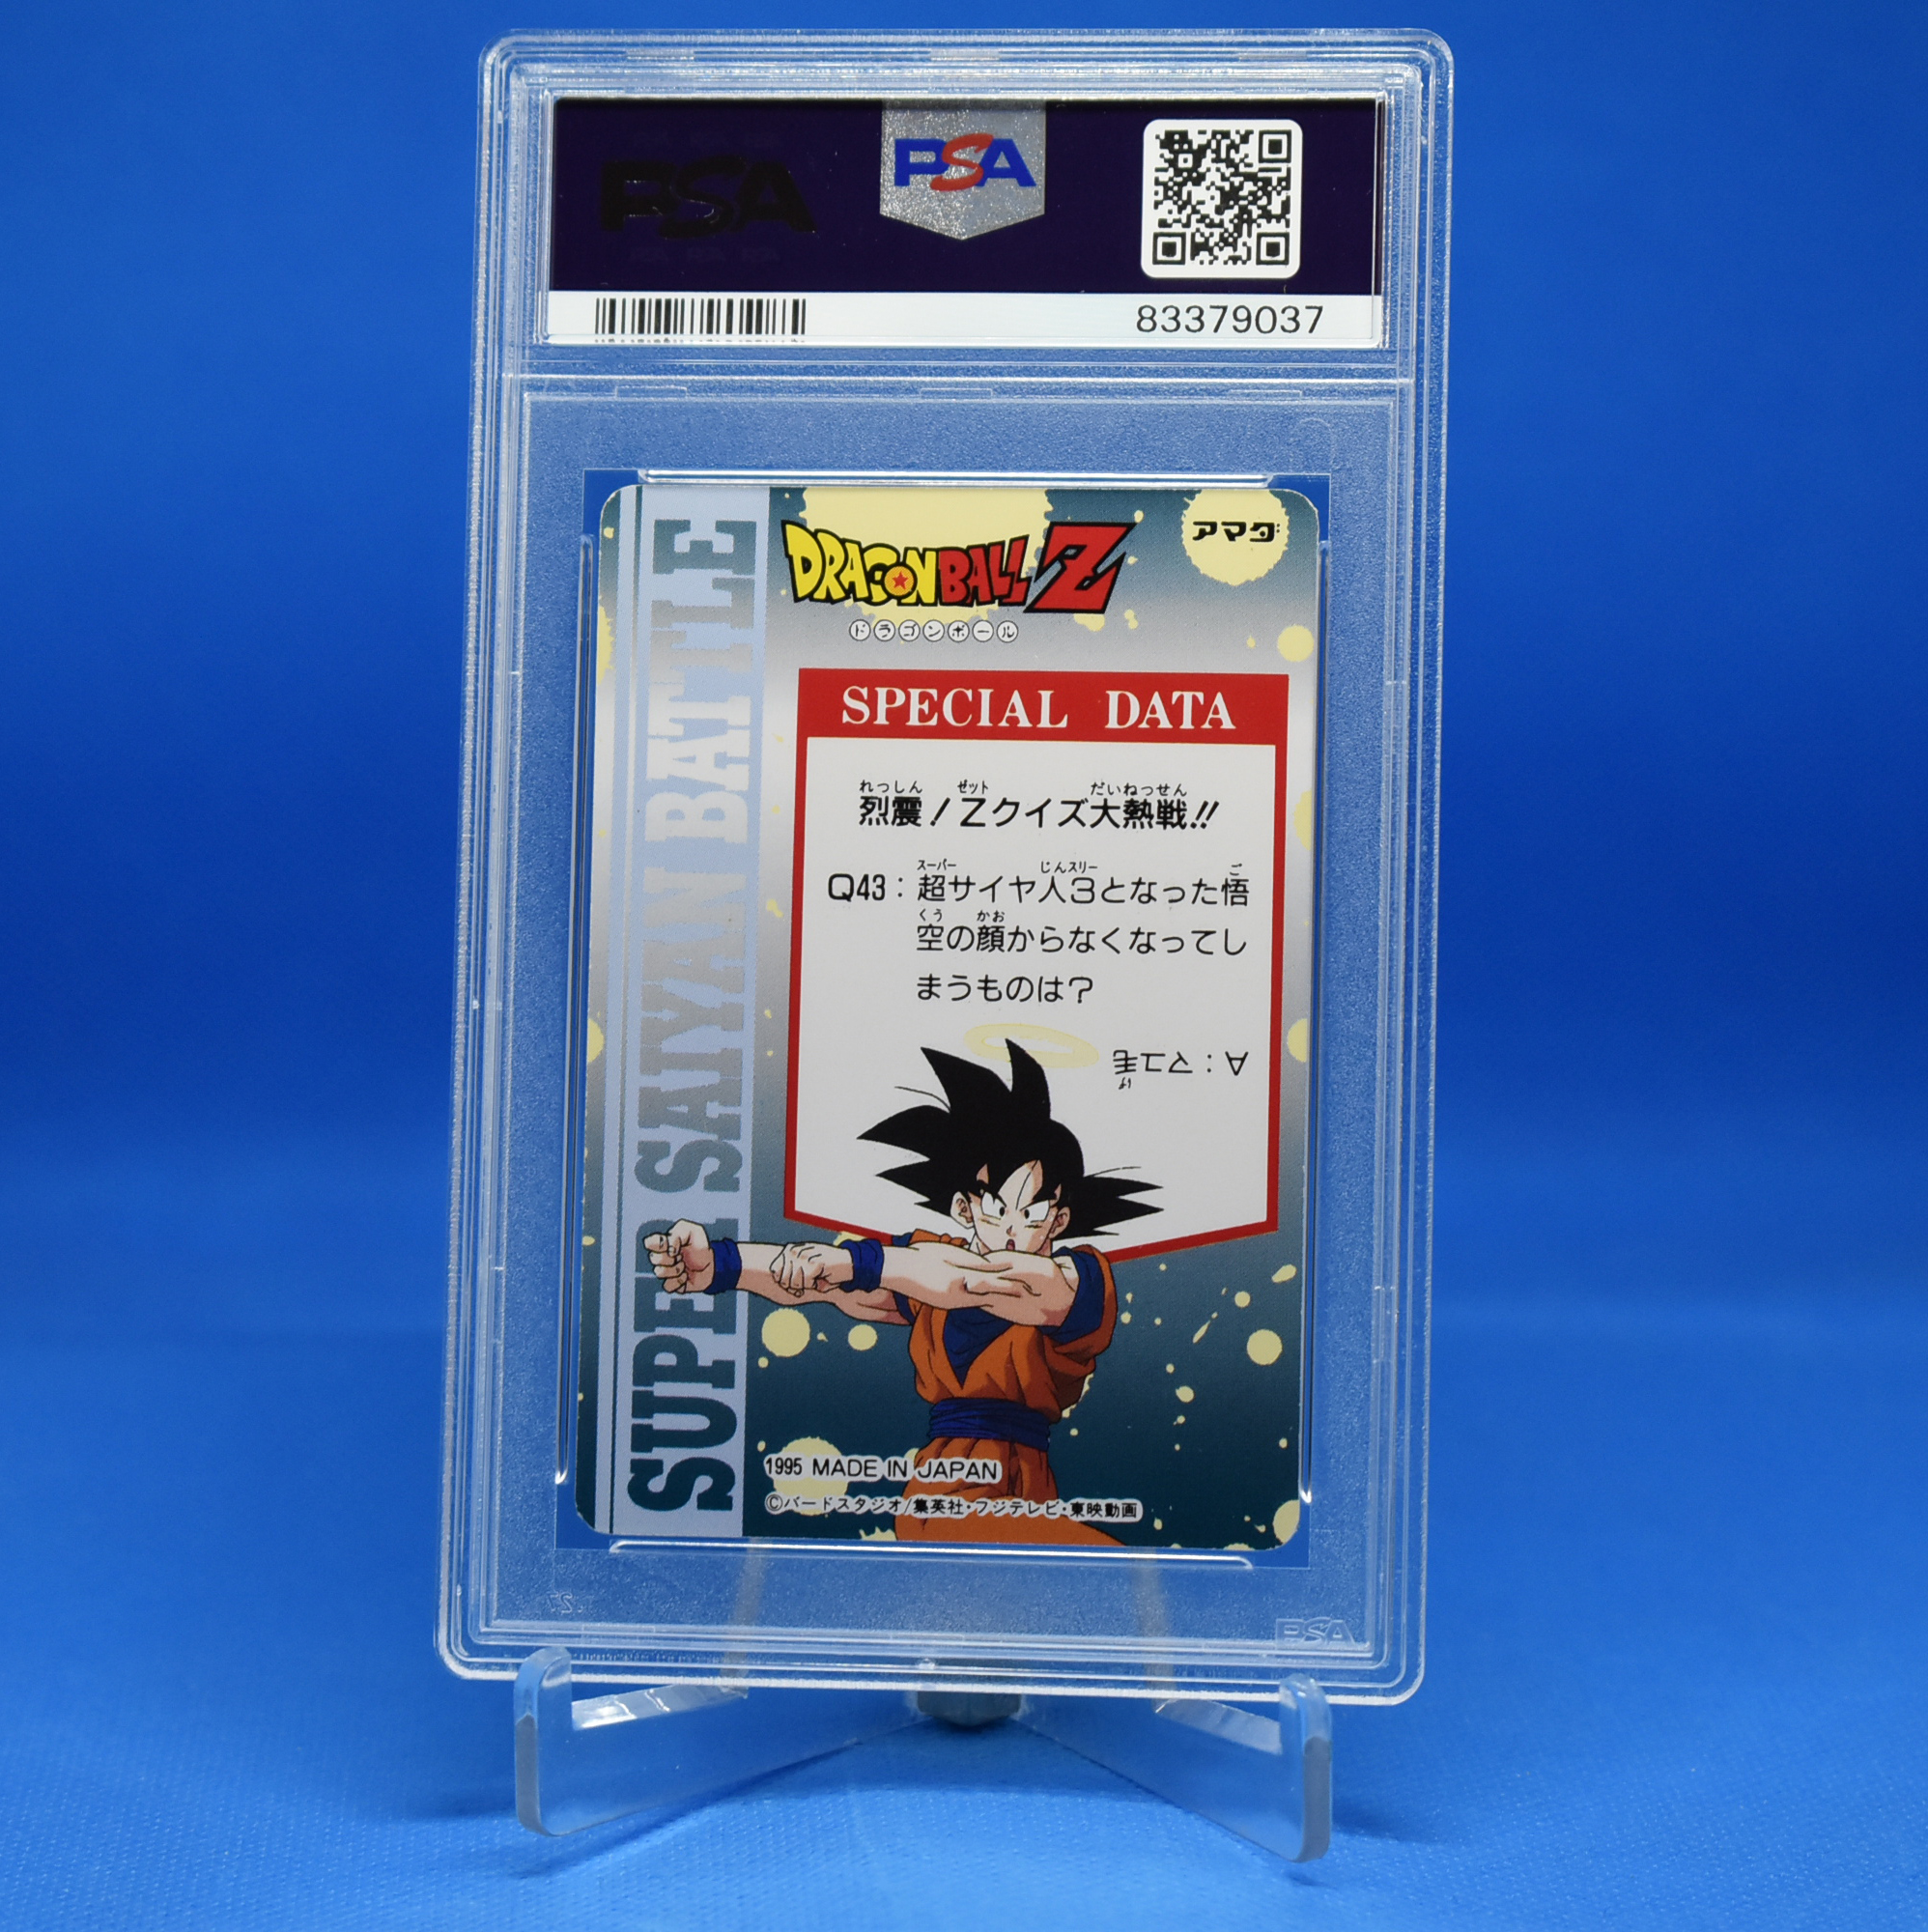 PSA
PSA
83379037
DRAGONBALL Z
ドラゴンボール
アマダ
SUPER SAIYAN BATTLE
SPECIAL DATA
れっしん ゼット だいねっせん
烈震!Zクイズ大熱戦!!
スーパー じんスリー ご
Q43:超サイヤ人3となった悟
くう かお
空の顔からなくなってし
まうものは?
A:マユ毛
げ
1995 MADE IN JAPAN
©バードスタジオ/集英社・フジテレビ・東映動画
PSA